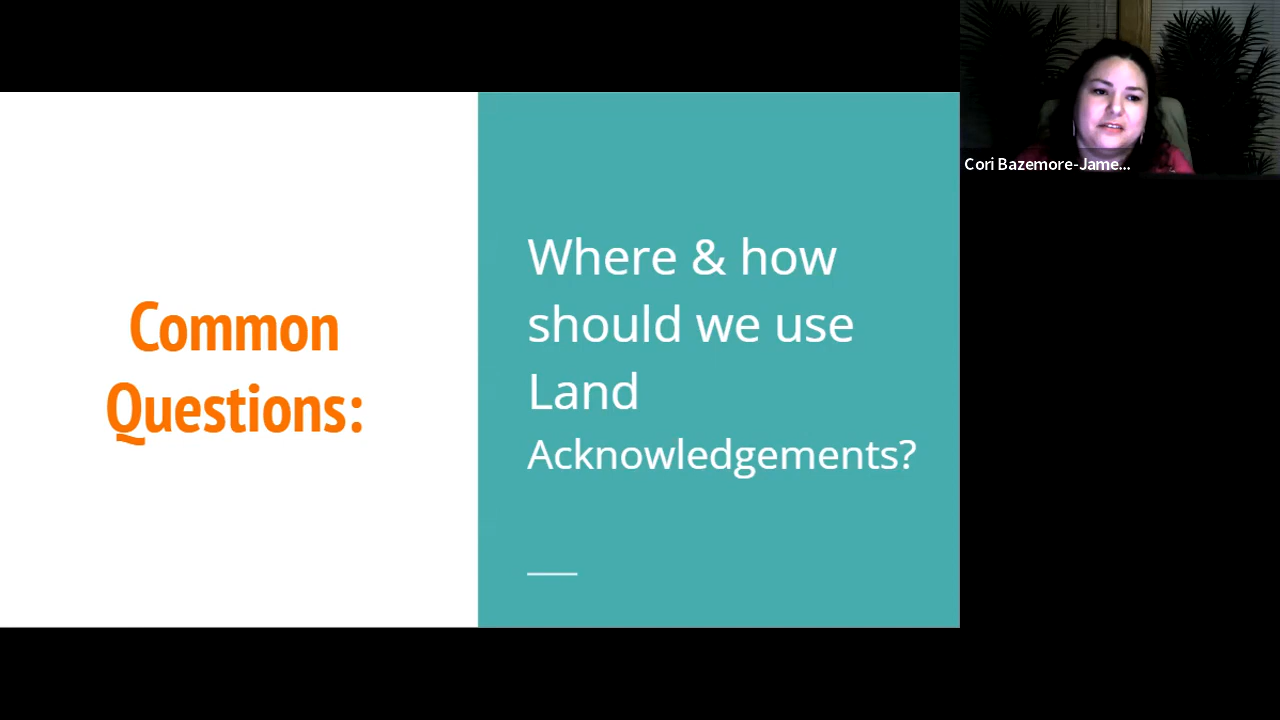 Common
Questions:
Where & how
should we use
Land
Acknowledgements?
Cori Bazemore-Jame...